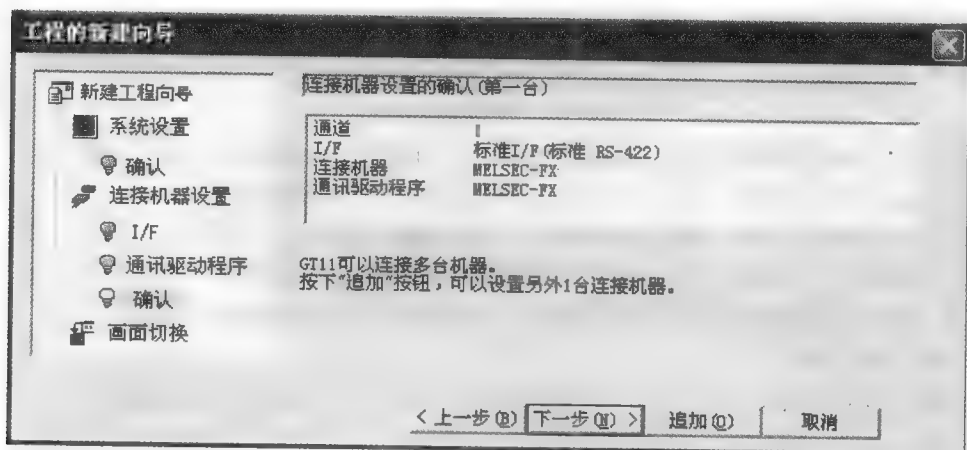 工程的新建向导
新建工程向导
系统设置
确认
连接机器设置
I/F
通讯驱动程序
确认
画面切换
连接机器设置的确认(第一台)
通道 1
I/F 标准I/F(标准 RS-422)
连接机器 MELSEC-FX
通讯驱动程序 MELSEC-FX
GT11可以连接多台机器。
按下"追加"按钮,可以设置另外1台连接机器。
<上一步(B) 下一步(N)> 追加(O) 取消